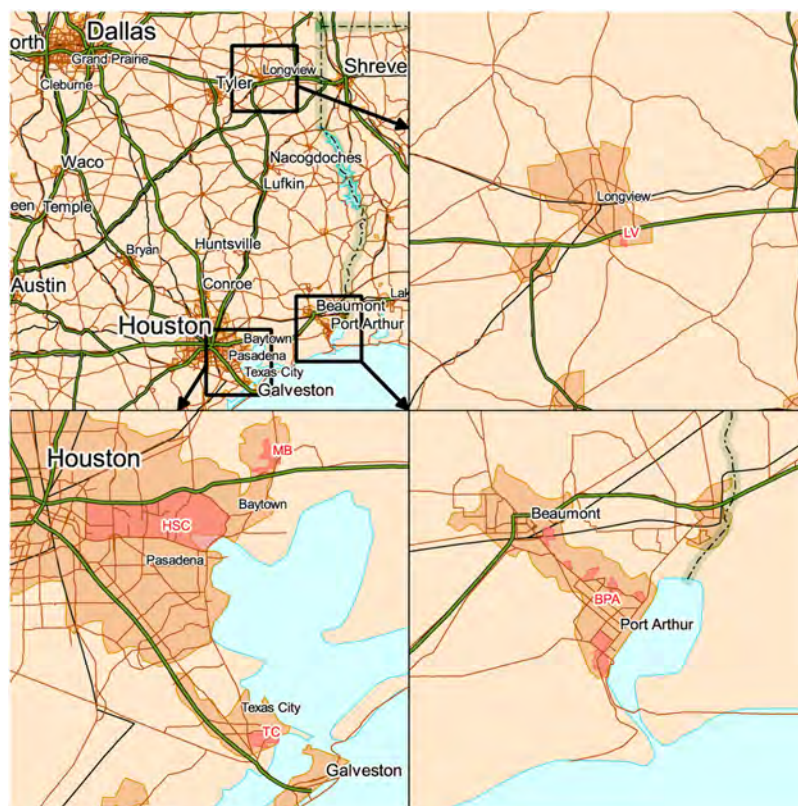 Dallas
orth
Grand Prairie
Cleburne
Longview
Tyler
Shreve
Waco
Nacogdoches
Lufkin
een
Temple
Bryan
Huntsville
Austin
Conroe
Houston
Beaumont
Lak
Port Arthur
Baytown
Pasadena
Texas City
Galveston
Longview
LV
Houston
MB
Baytown
HSC
Pasadena
Texas City
TC
Galveston
Beaumont
BPA
Port Arthur